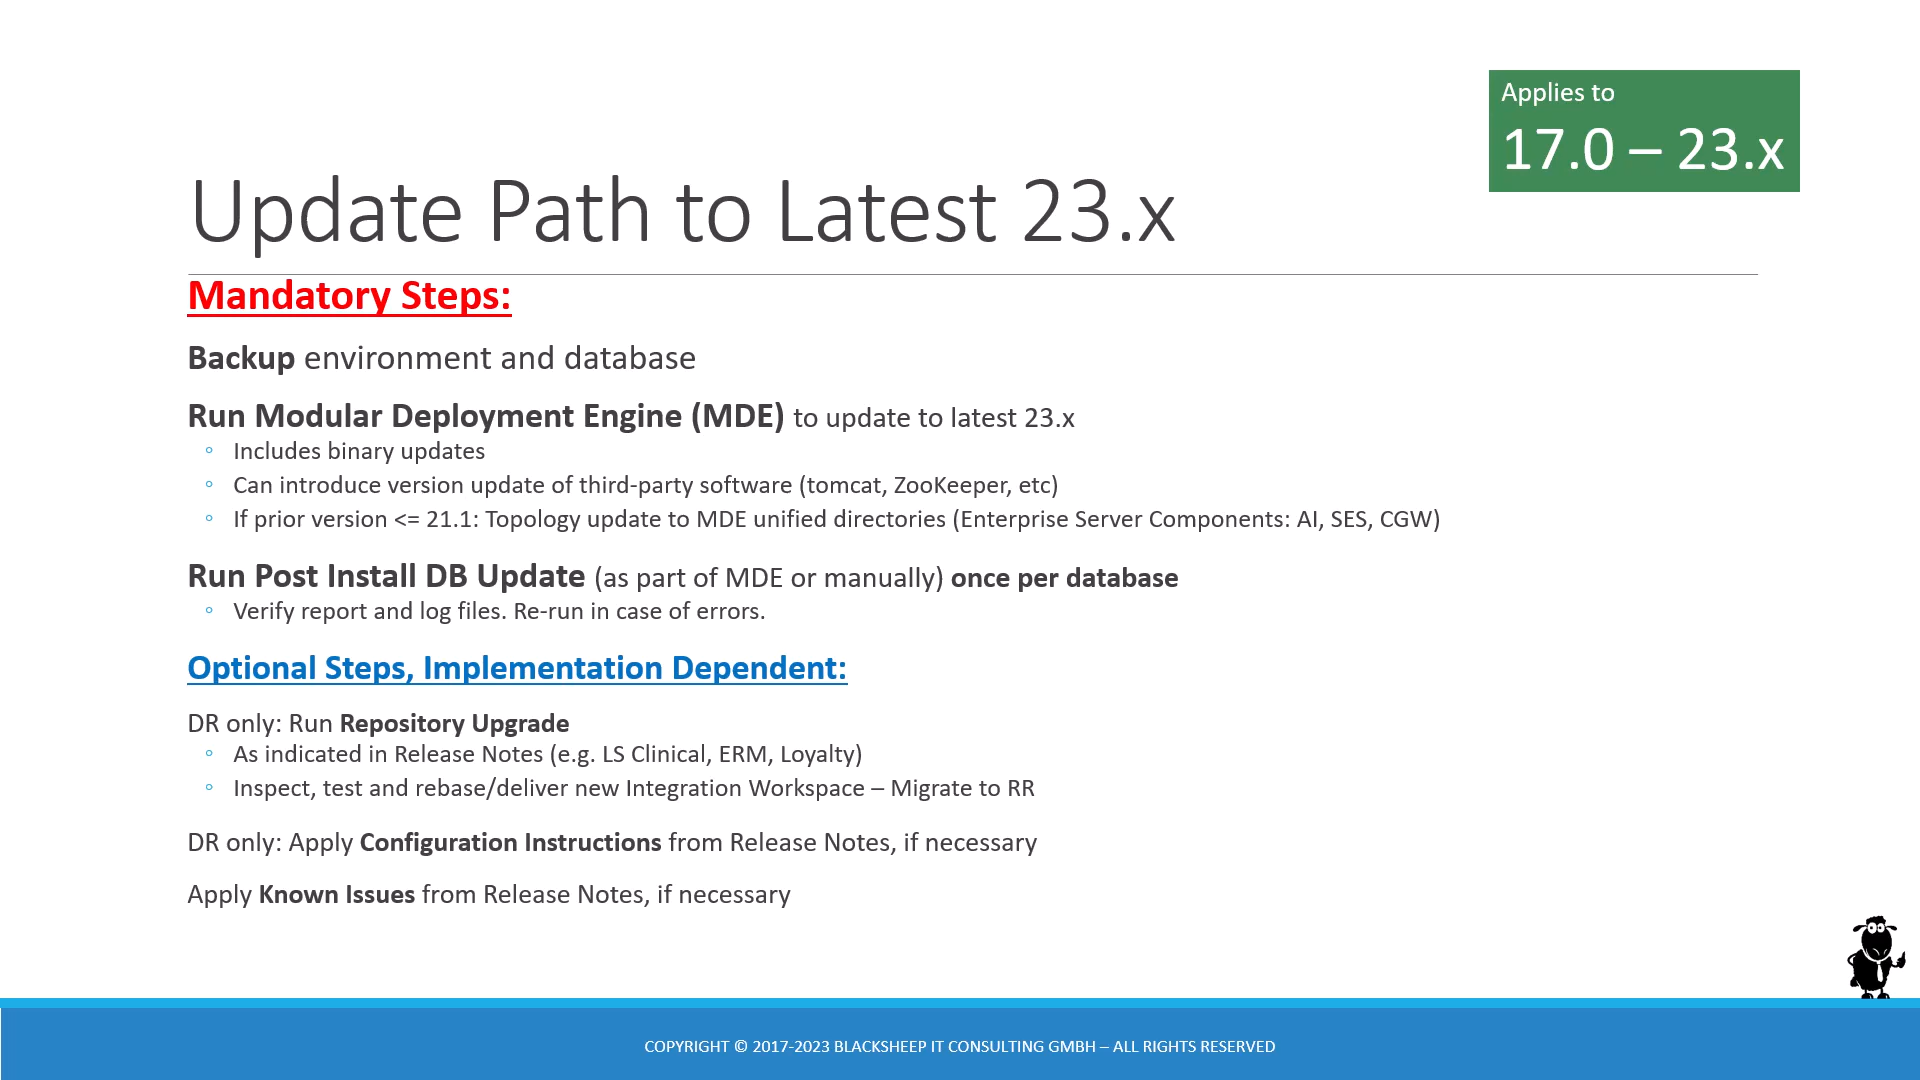 Applies to
17.0 – 23.x
Update Path to Latest 23.x
Mandatory Steps:
Backup environment and database
Run Modular Deployment Engine (MDE) to update to latest 23.x
◦ Includes binary updates
◦ Can introduce version update of third-party software (tomcat, ZooKeeper, etc)
◦ If prior version <= 21.1: Topology update to MDE unified directories (Enterprise Server Components: AI, SES, CGW)
Run Post Install DB Update (as part of MDE or manually) once per database
◦ Verify report and log files. Re-run in case of errors.
Optional Steps, Implementation Dependent:
DR only: Run Repository Upgrade
◦ As indicated in Release Notes (e.g. LS Clinical, ERM, Loyalty)
◦ Inspect, test and rebase/deliver new Integration Workspace – Migrate to RR
DR only: Apply Configuration Instructions from Release Notes, if necessary
Apply Known Issues from Release Notes, if necessary
COPYRIGHT © 2017-2023 BLACKSHEEP IT CONSULTING GMBH – ALL RIGHTS RESERVED